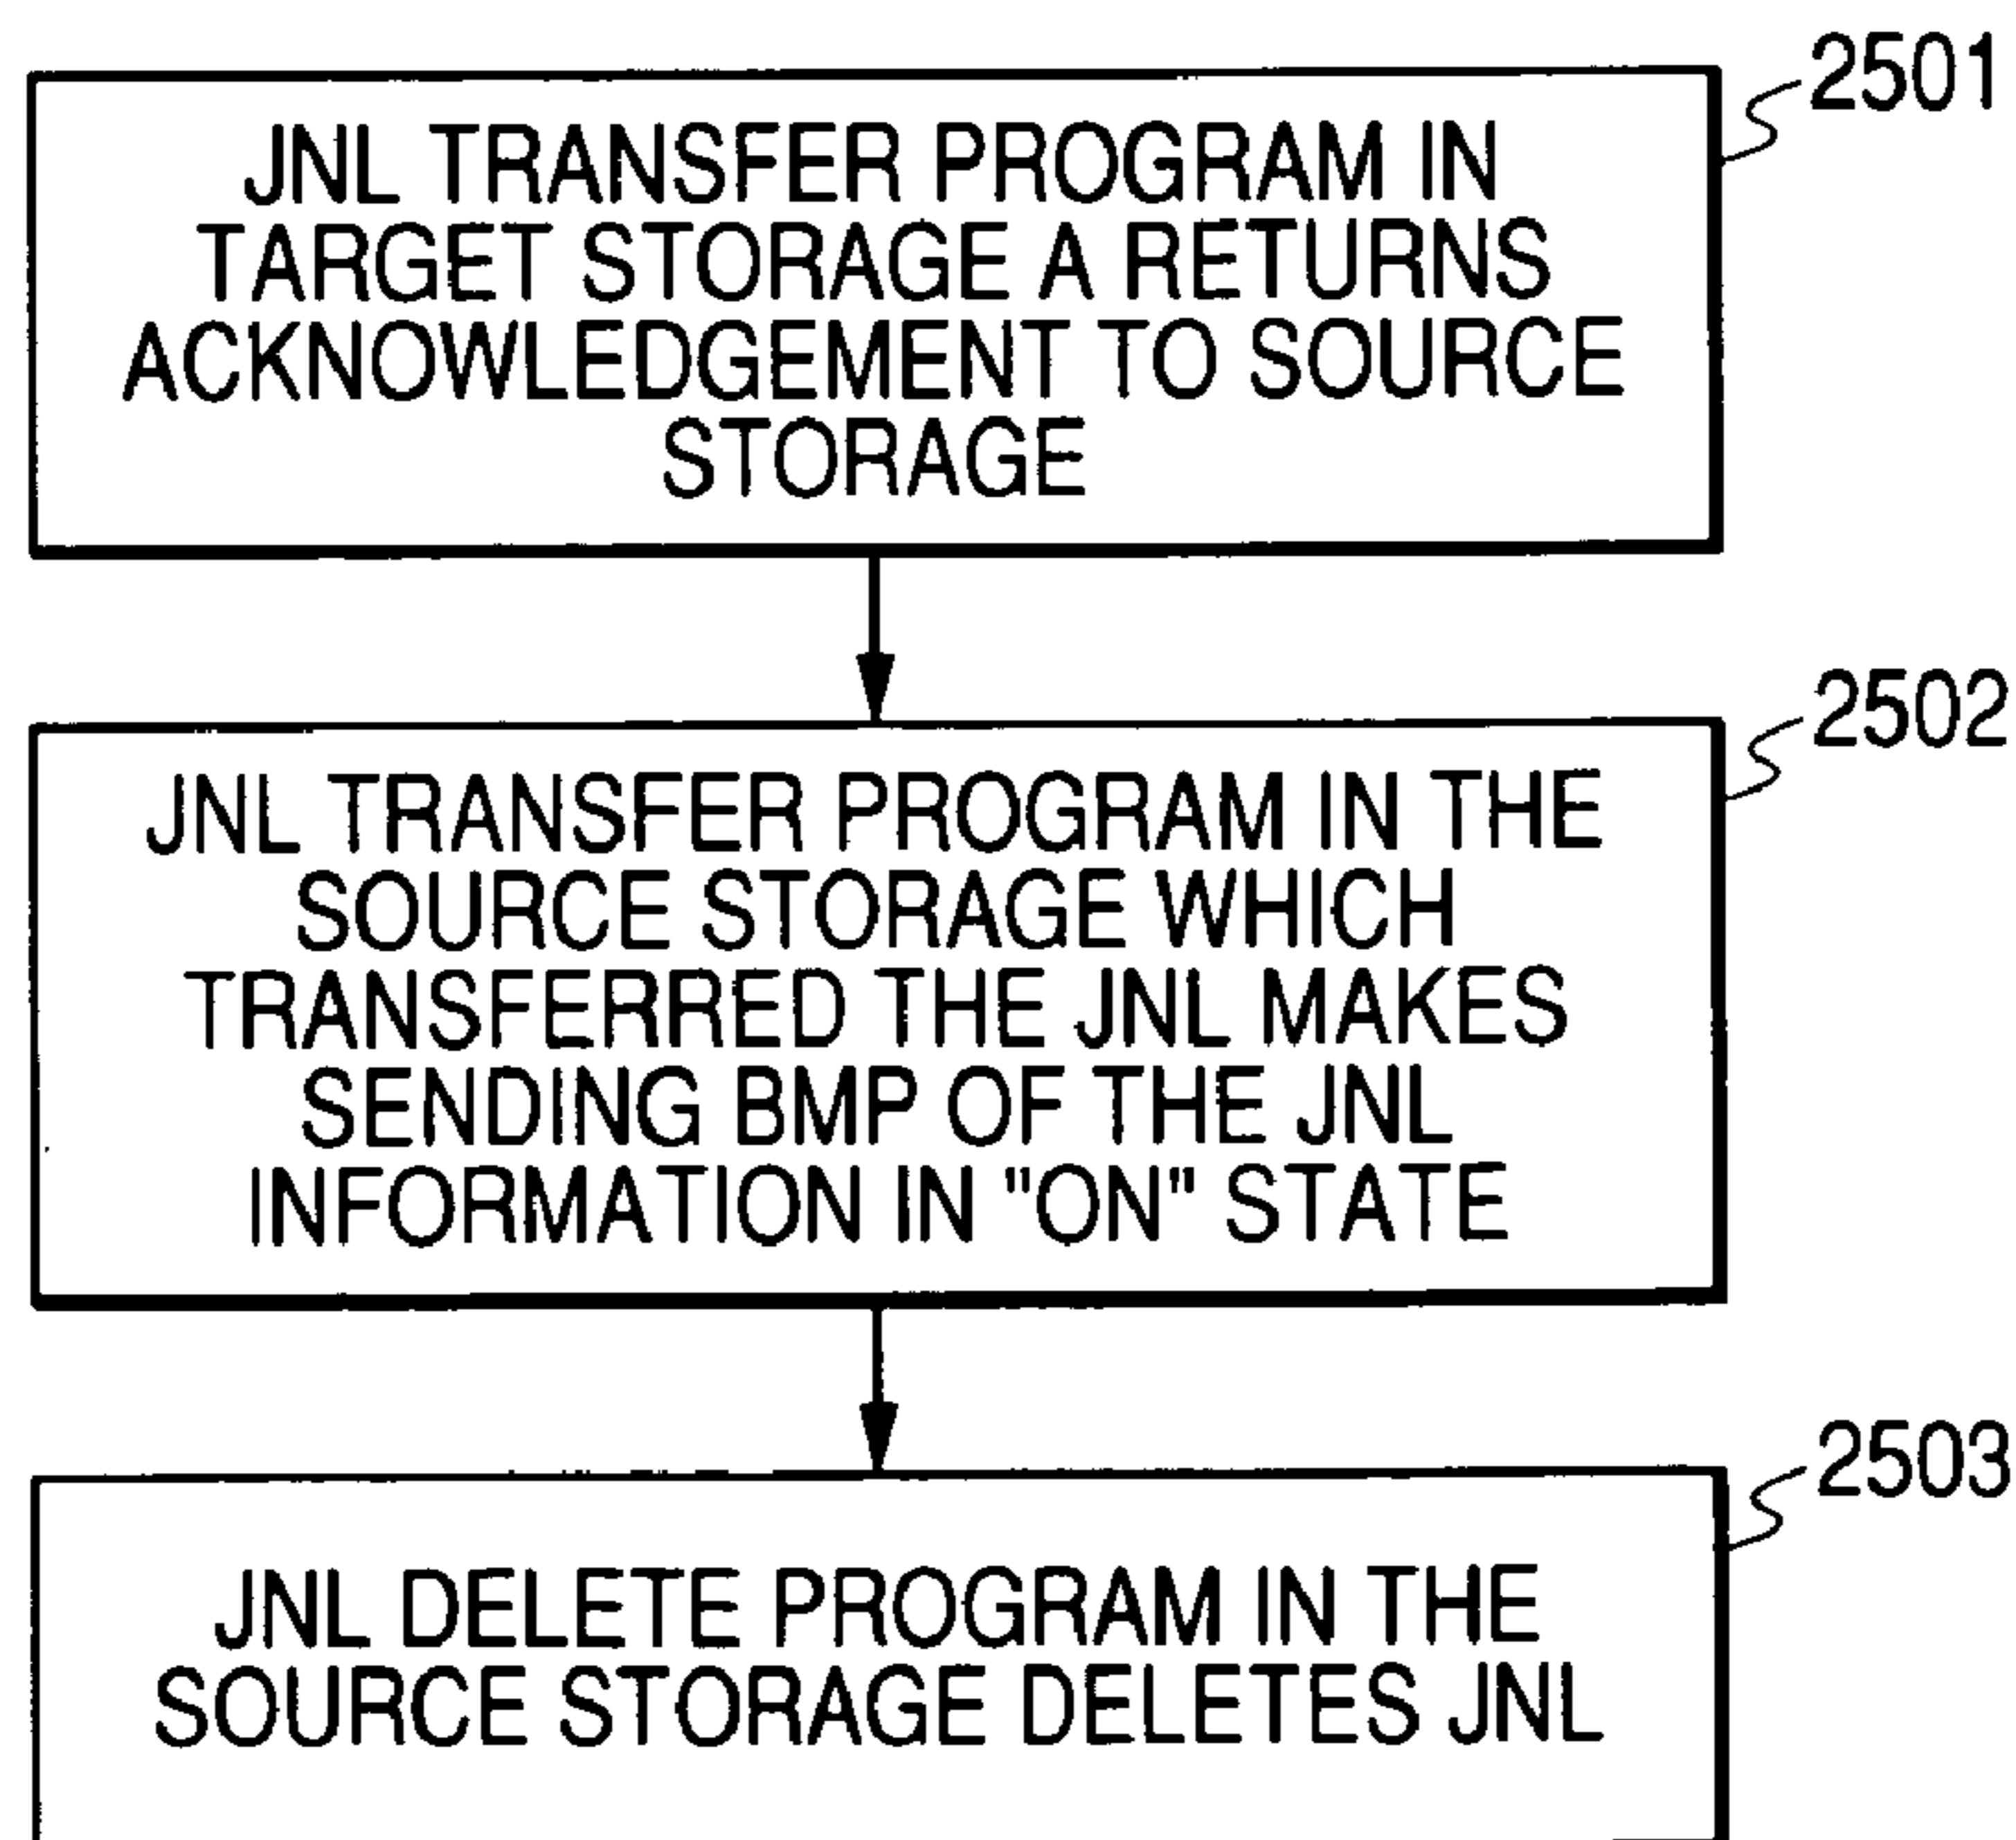 2501
JNL TRANSFER PROGRAM IN
TARGET STORAGE A RETURNS
ACKNOWLEDGEMENT TO SOURCE
STORAGE
2502
JNL TRANSFER PROGRAM IN THE
SOURCE STORAGE WHICH
TRANSFERRED THE JNL MAKES
SENDING BMP OF THE JNL
INFORMATION IN "ON" STATE
2503
JNL DELETE PROGRAM IN THE
SOURCE STORAGE DELETES JNL